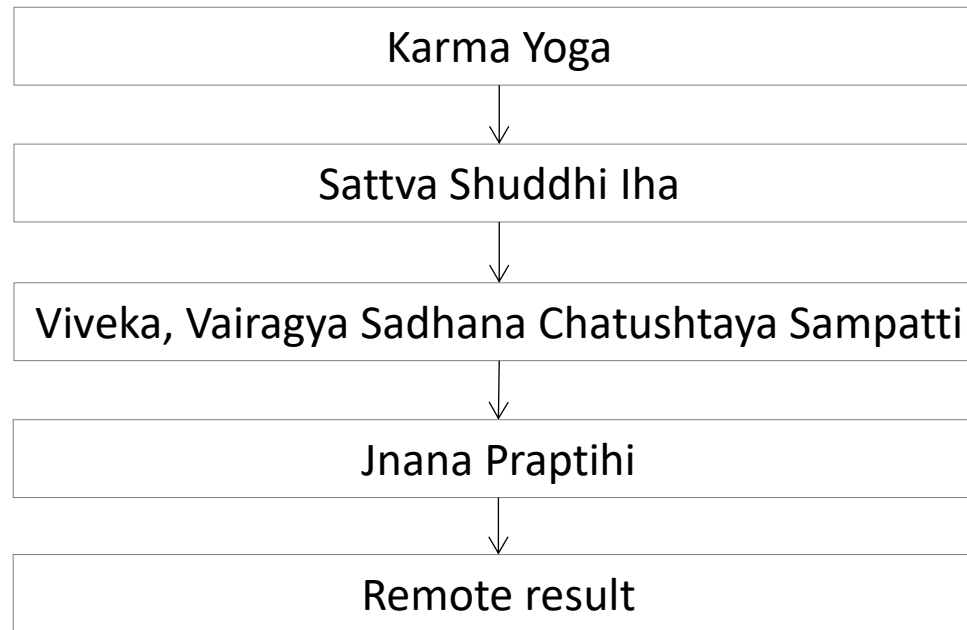 Karma Yoga
Sattva Shuddhi Iha
Viveka, Vairagya Sadhana Chatushtaya Sampatti
Jnana Praptihi
Remote result